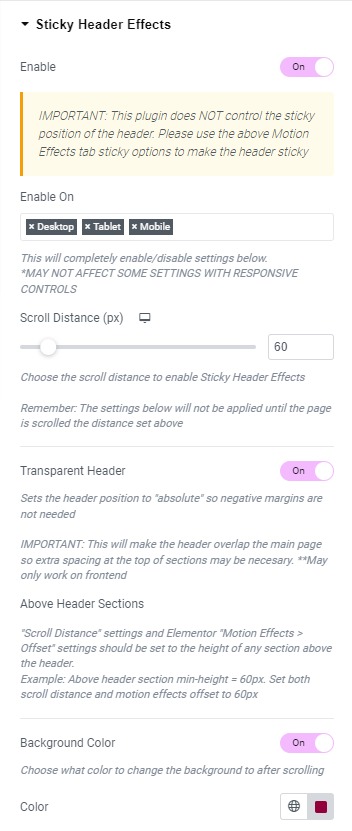 Sticky Header Effects
Enable
On
IMPORTANT: This plugin does NOT control the sticky
position of the header. Please use the above Motion
Effects tab sticky options to make the header sticky
Enable On
× Desktop × Tablet × Mobile
This will completely enable/disable settings below.
*MAY NOT AFFECT SOME SETTINGS WITH RESPONSIVE
CONTROLS
Scroll Distance (px)
60
Choose the scroll distance to enable Sticky Header Effects
Remember: The settings below will not be applied until the page
is scrolled the distance set above
Transparent Header
On
Sets the header position to "absolute" so negative margins are
not needed
IMPORTANT: This will make the header overlap the main page
so extra spacing at the top of sections may be necesary. **May
only work on frontend
Above Header Sections
"Scroll Distance" settings and Elementor "Motion Effects >
Offset" settings should be set to the height of any section above
the header.
Example: Above header section min-height = 60px. Set both
scroll distance and motion effects offset to 60px
Background Color
On
Choose what color to change the background to after scrolling
Color